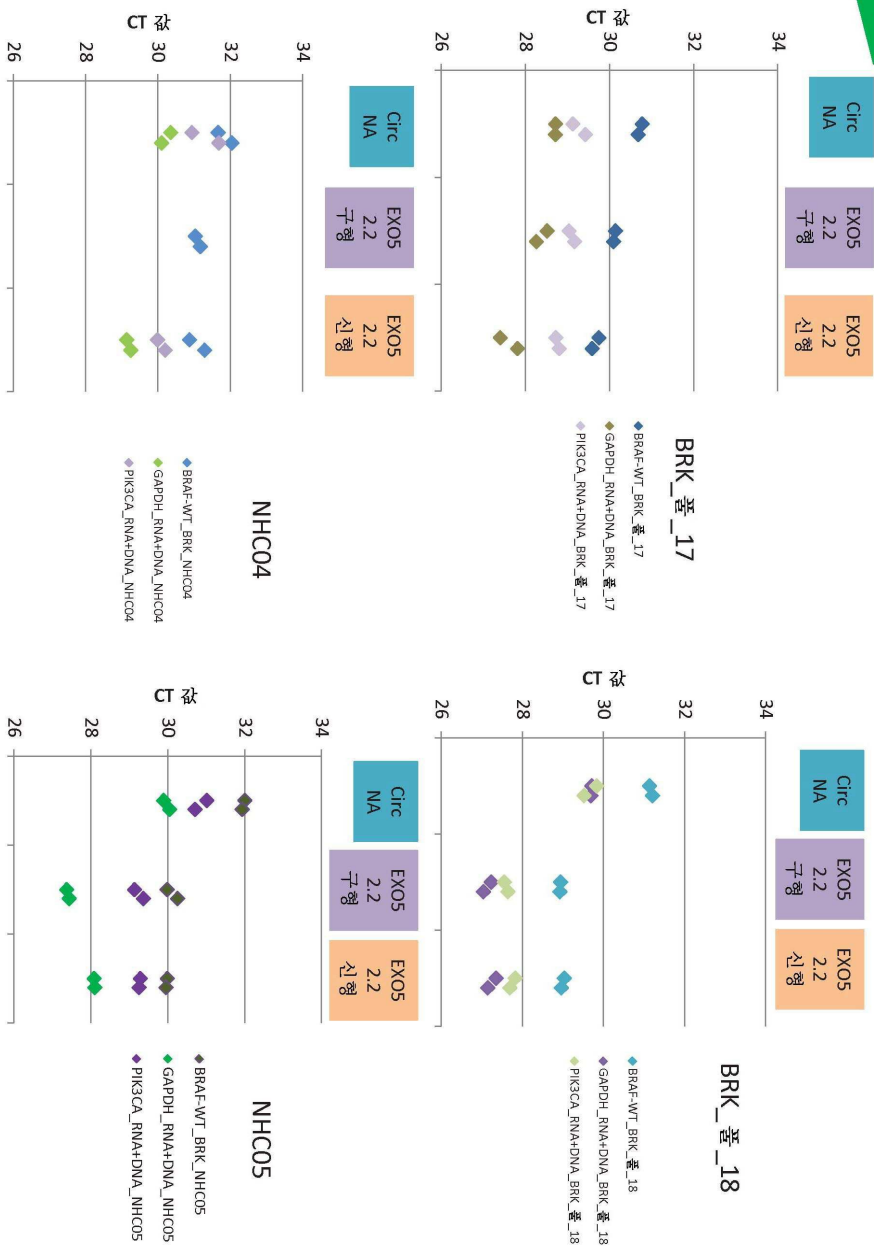 BRK_풀_17
CT 값
34
32
30
28
26
Circ
NA
EXO5
2.2
구형
EXO5
2.2
신형
BRAF-WT_BRK_풀_17
GAPDH_RNA+DNA_BRK_풀_17
PIK3CA_RNA+DNA_BRK_풀_17
BRK_풀_18
CT 값
34
32
30
28
26
Circ
NA
EXO5
2.2
구형
EXO5
2.2
신형
BRAF-WT_BRK_풀_18
GAPDH_RNA+DNA_BRK_풀_18
PIK3CA_RNA+DNA_BRK_풀_18
NHC04
CT 값
34
32
30
28
26
Circ
NA
EXO5
2.2
구형
EXO5
2.2
신형
BRAF-WT_BRK_NHC04
GAPDH_RNA+DNA_NHC04
PIK3CA_RNA+DNA_NHC04
NHC05
CT 값
34
32
30
28
26
Circ
NA
EXO5
2.2
구형
EXO5
2.2
신형
BRAF-WT_BRK_NHC05
GAPDH_RNA+DNA_NHC05
PIK3CA_RNA+DNA_NHC05